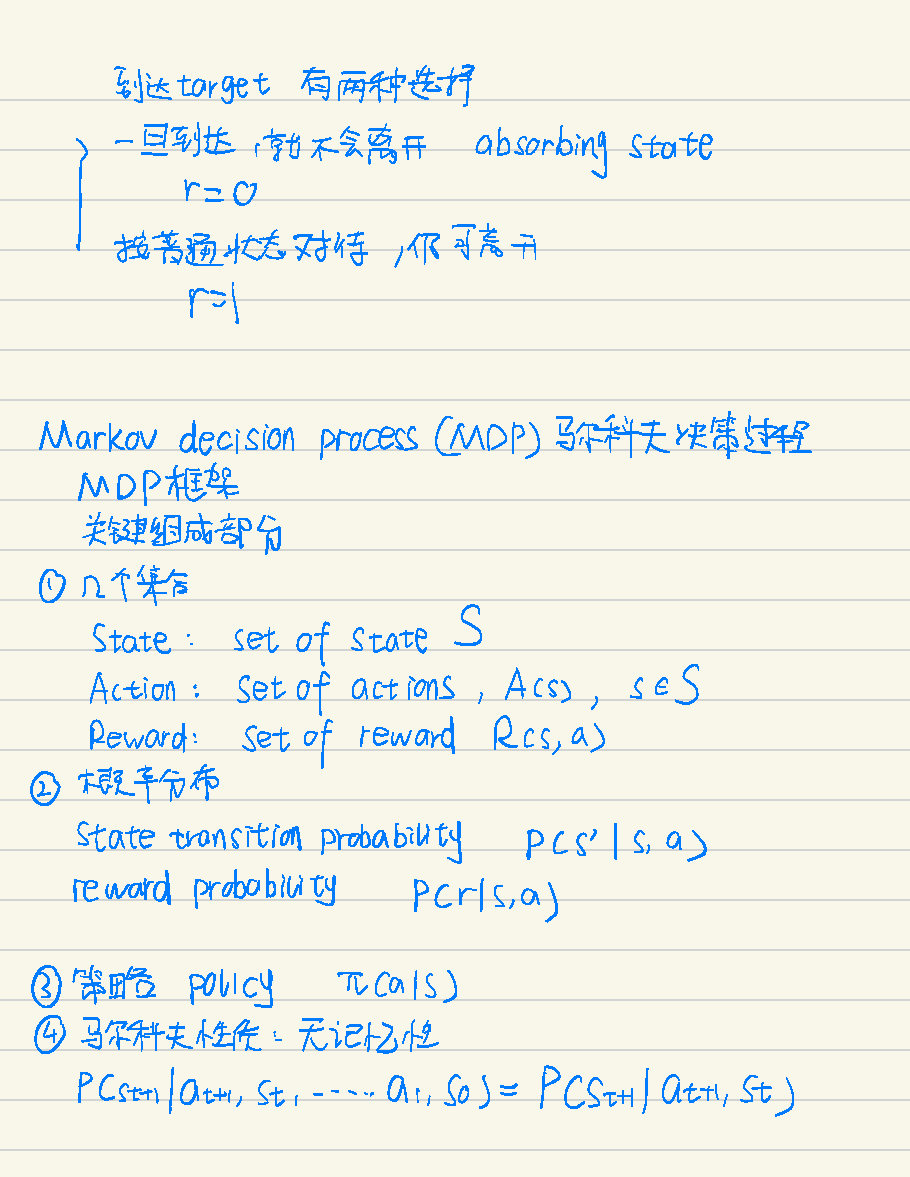 到达target 有两种选择
一旦到达,就不会离开 absorbing state
r=0
按普通状态对待,仍可离开
r=1
Markov decision process (MDP) 马尔科夫决策过程
MDP框架
关键组成部分
① 几个集合
State: set of state S
Action: set of actions, A(s), s∈S
Reward: set of reward R(s,a)
② 概率分布
State transition probability P(s'|s,a)
reward probability P(r|s,a)
③ 策略 policy π(a|s)
④ 马尔科夫性质: 无记忆性
P(s_{t+1}|a_{t+1}, s_t, ...... a_1, s_0) = P(s_{t+1}|a_{t+1}, s_t)